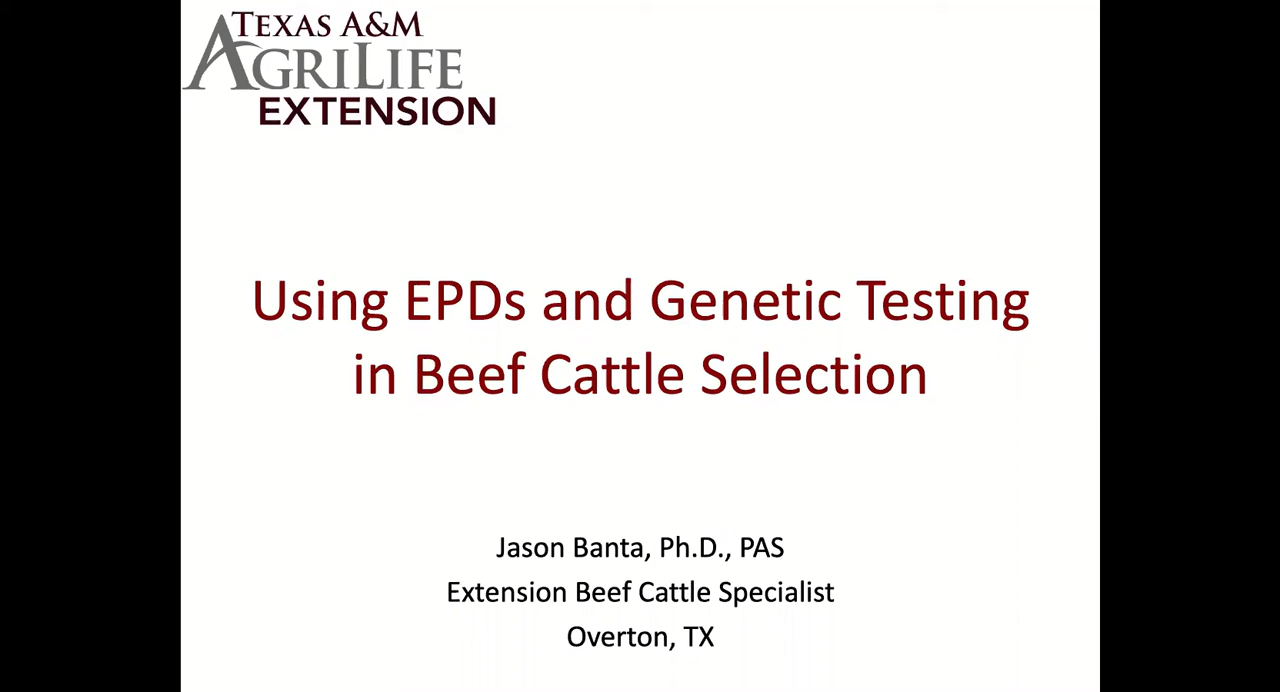 TEXAS A&M
AGRILIFE
EXTENSION
Using EPDs and Genetic Testing
in Beef Cattle Selection
Jason Banta, Ph.D., PAS
Extension Beef Cattle Specialist
Overton, TX